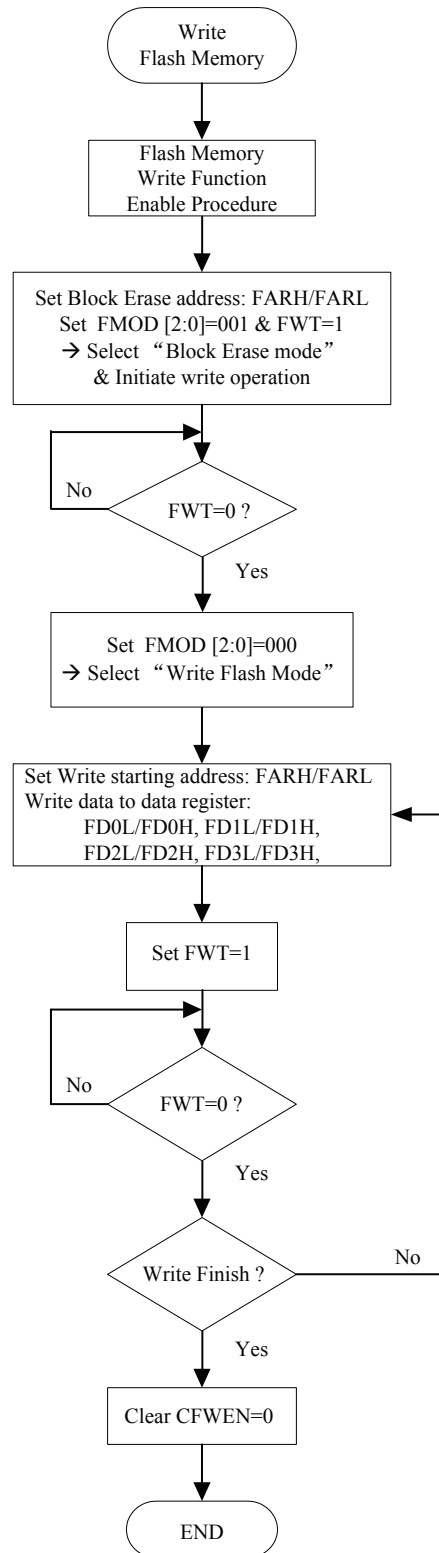 Write
Flash Memory
Flash Memory
Write Function
Enable Procedure
Set Block Erase address: FARH/FARL
Set FMOD [2:0]=001 & FWT=1
→ Select “Block Erase mode”
& Initiate write operation
No
FWT=0 ?
Yes
Set FMOD [2:0]=000
→ Select “Write Flash Mode”
Set Write starting address: FARH/FARL
Write data to data register:
FD0L/FD0H, FD1L/FD1H,
FD2L/FD2H, FD3L/FD3H,
Set FWT=1
No
FWT=0 ?
Yes
Write Finish ?
No
Yes
Clear CFWEN=0
END